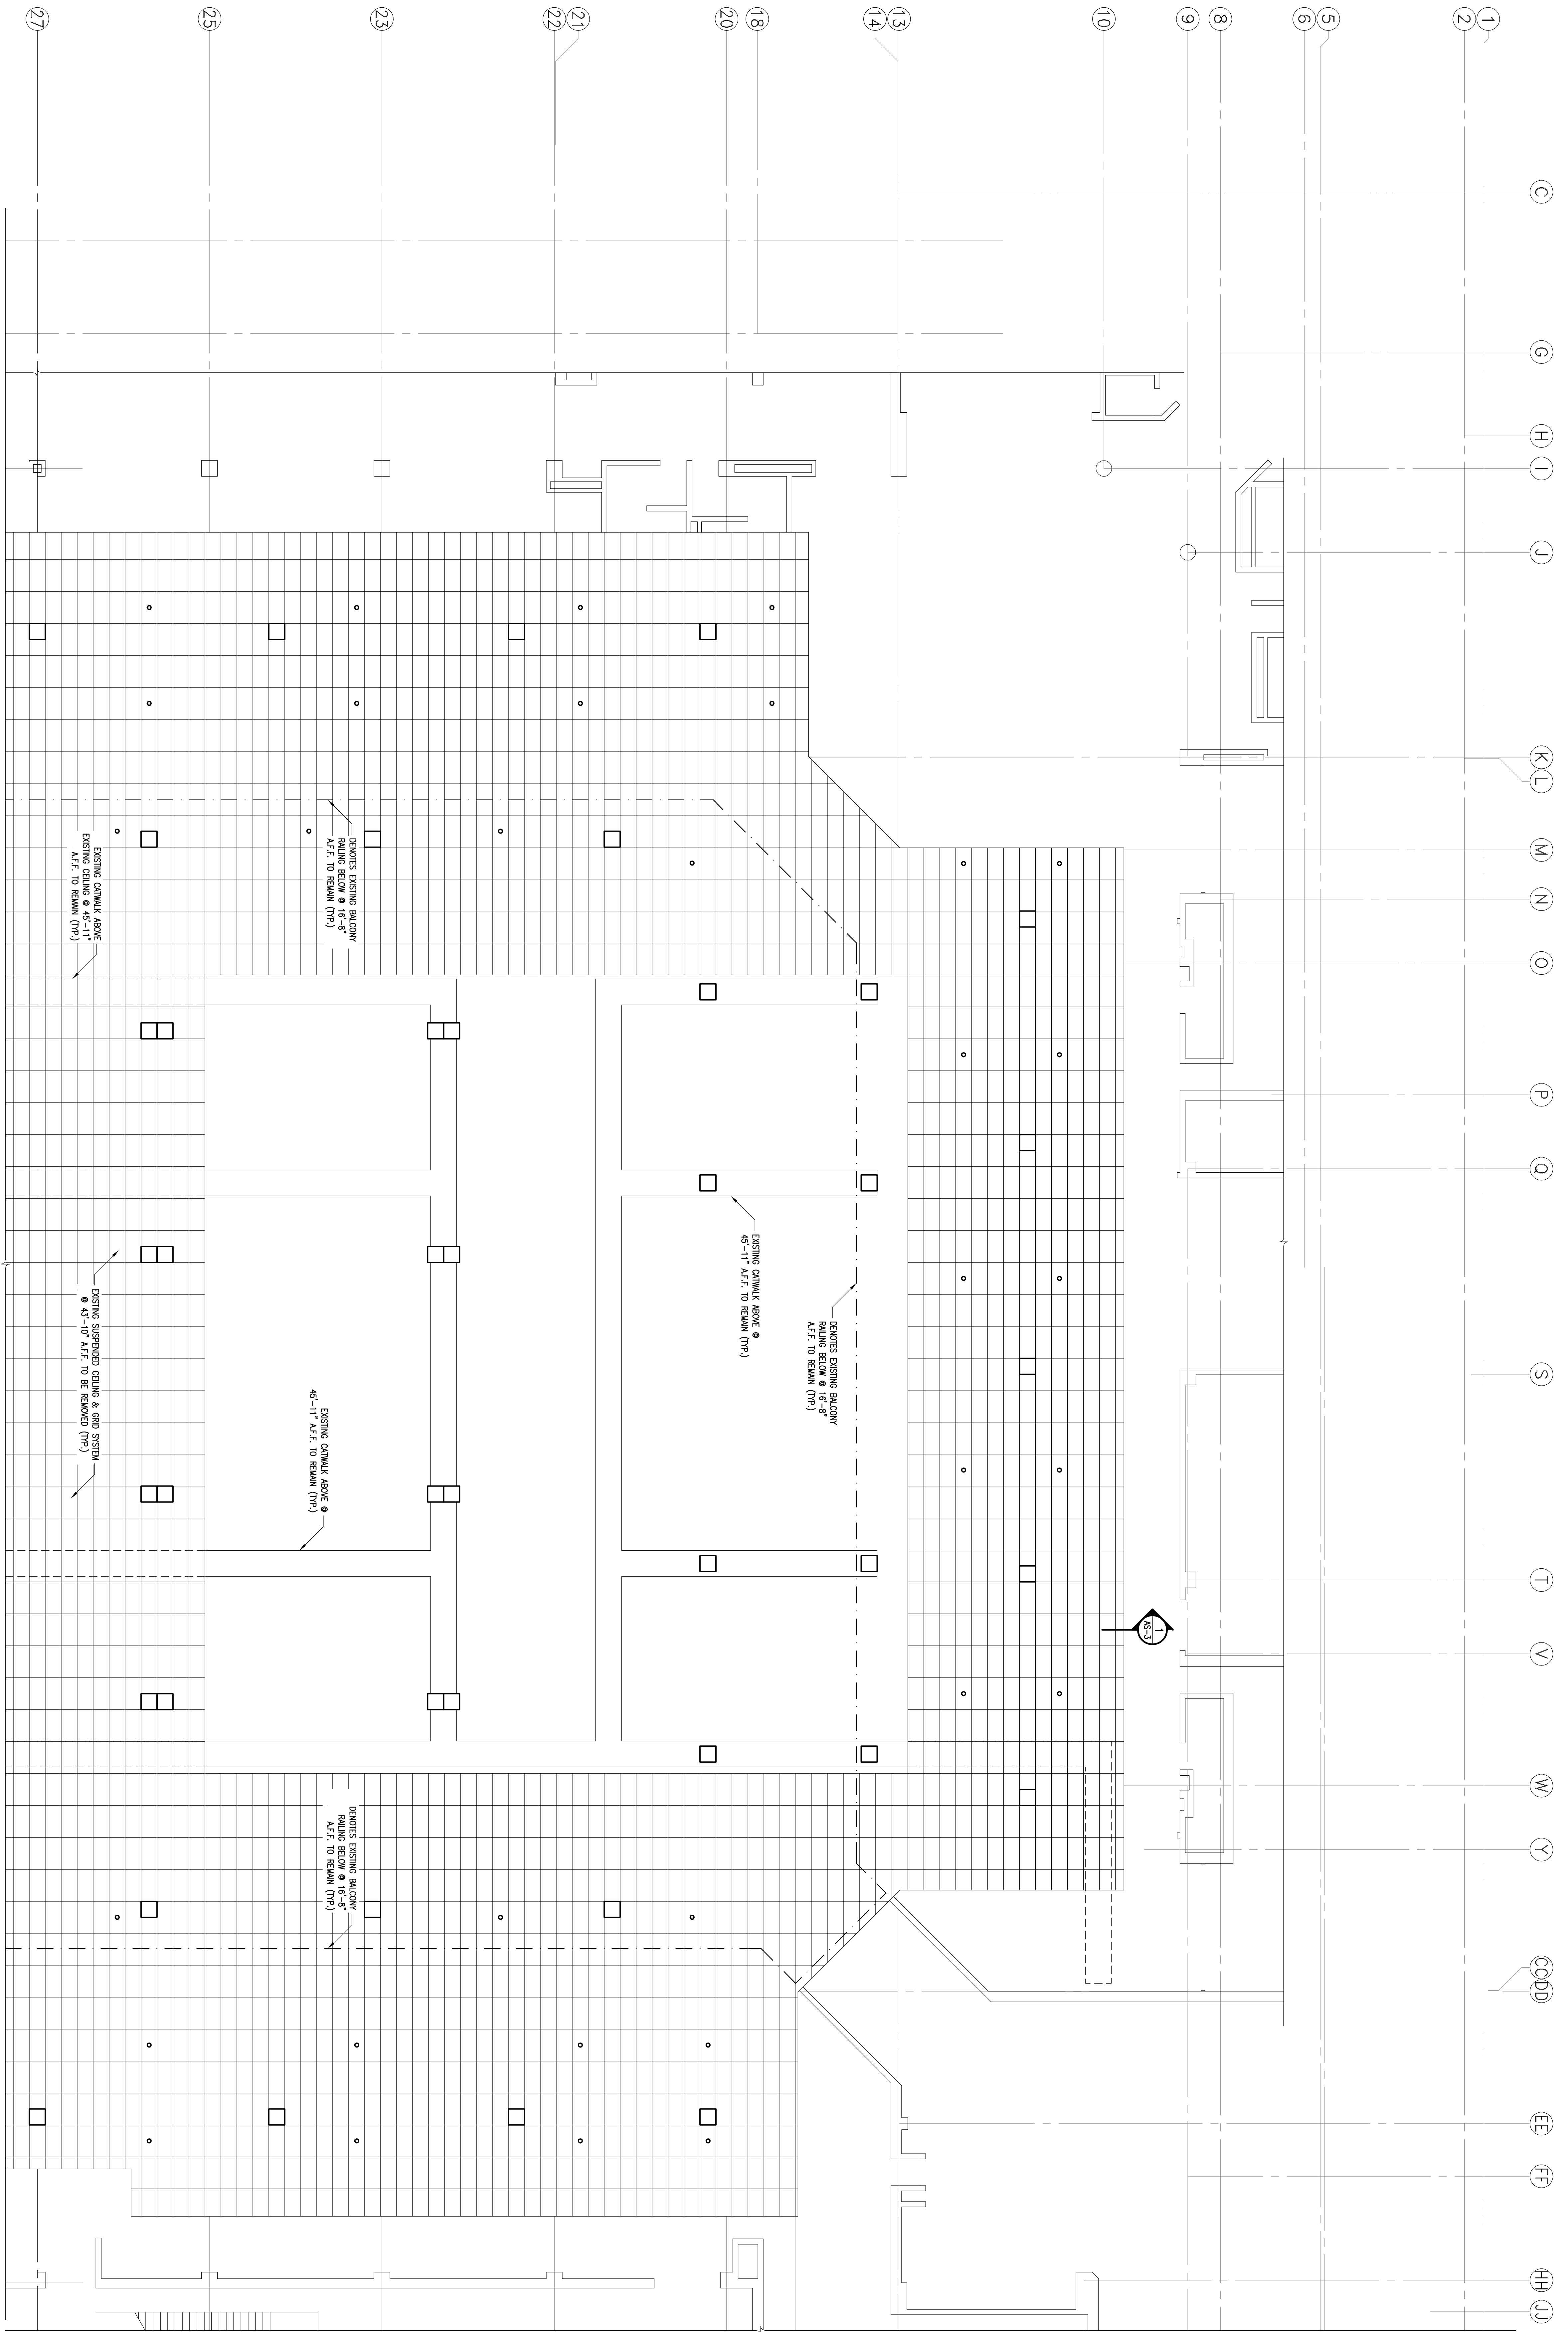 27
25
23
22
21
20
18
14
13
10
9
8
6
5
2
1
C
G
H
I
J
K
L
M
N
O
P
Q
S
T
V
W
Y
CC
DD
EE
FF
HH
JJ
DENOTES EXISTING BALCONY
RAILING BELOW @ 16'-8"
A.F.F. TO REMAIN (TYP.)
EXISTING CATWALK ABOVE
EXISTING CEILING @ 45'-11"
A.F.F. TO REMAIN (TYP.)
EXISTING CATWALK ABOVE @
45'-11" A.F.F. TO REMAIN (TYP.)
DENOTES EXISTING BALCONY
RAILING BELOW @ 16'-8"
A.F.F. TO REMAIN (TYP.)
EXISTING SUSPENDED CEILING & GRID SYSTEM
@ 43'-10" A.F.F. TO BE REMOVED (TYP.)
EXISTING CATWALK ABOVE @
45'-11" A.F.F. TO REMAIN (TYP.)
1
AS-3
DENOTES EXISTING BALCONY
RAILING BELOW @ 16'-8"
A.F.F. TO REMAIN (TYP.)